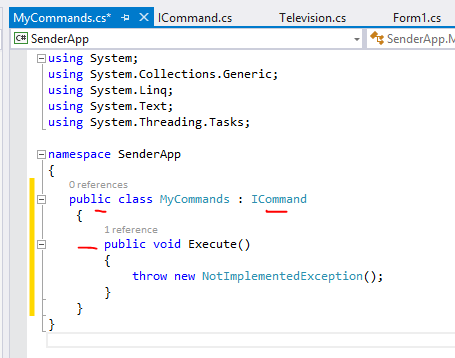 MyCommands.cs* ICommand.cs Television.cs Form1.cs
C# SenderApp SenderApp.M
using System;
using System.Collections.Generic;
using System.Linq;
using System.Text;
using System.Threading.Tasks;
namespace SenderApp
{
0 references
public class MyCommands : ICommand
{
1 reference
public void Execute()
{
throw new NotImplementedException();
}
}
}